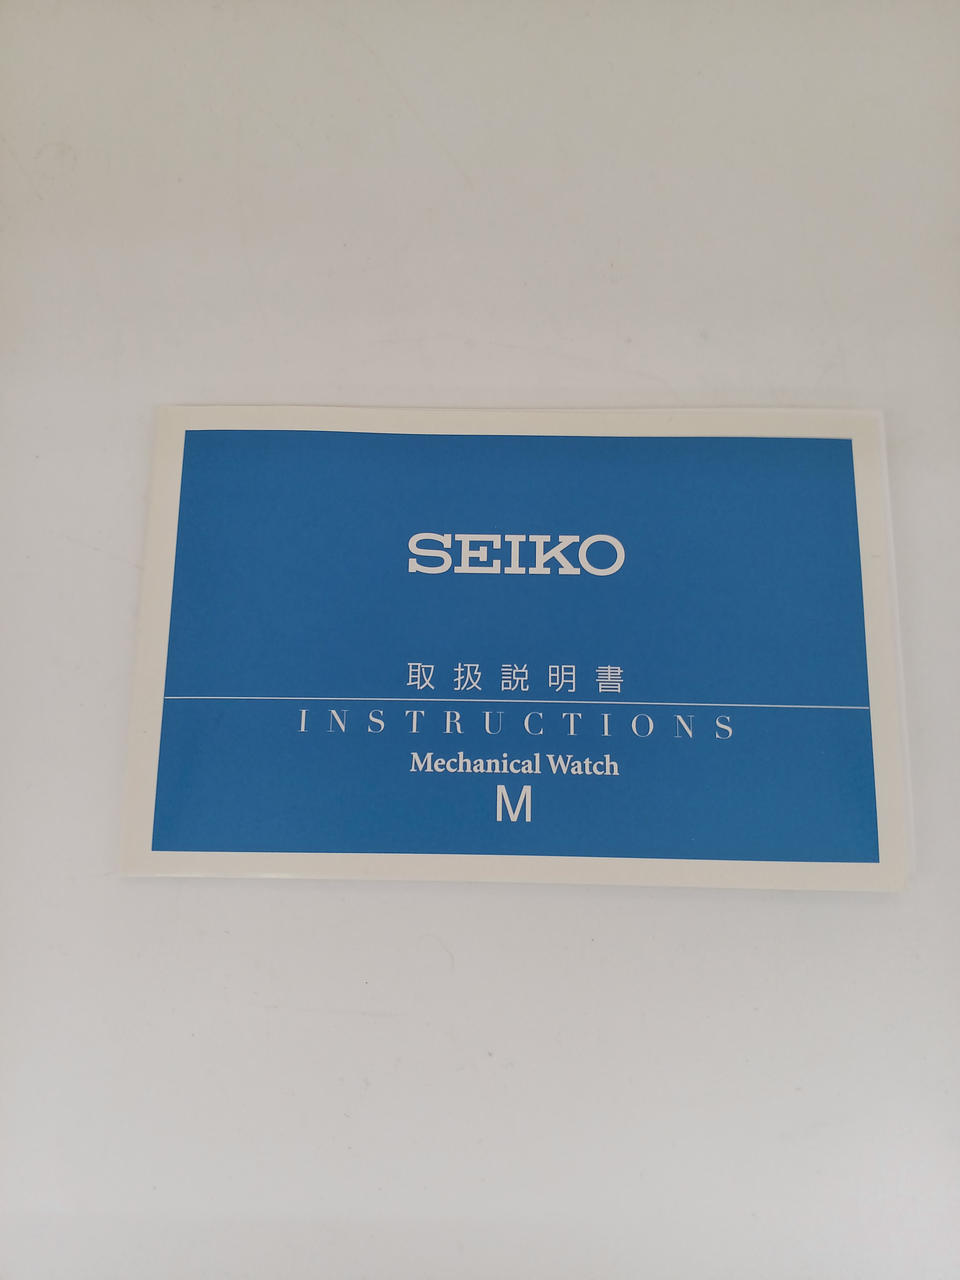 SEIKO
取扱説明書
INSTRUCTIONS
Mechanical Watch
M